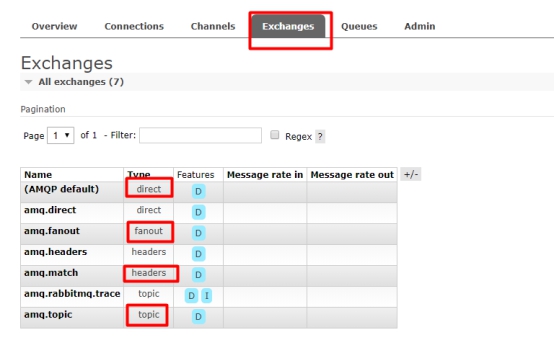 Overview Connections Channels Exchanges Queues Admin
Exchanges
All exchanges (7)
Pagination
Page 1 of 1 - Filter: Regex ?
Name Type Features Message rate in Message rate out +/-
(AMQP default) direct D
amq.direct direct D
amq.fanout fanout D
amq.headers headers D
amq.match headers D
amq.rabbitmq.trace topic D I
amq.topic topic D